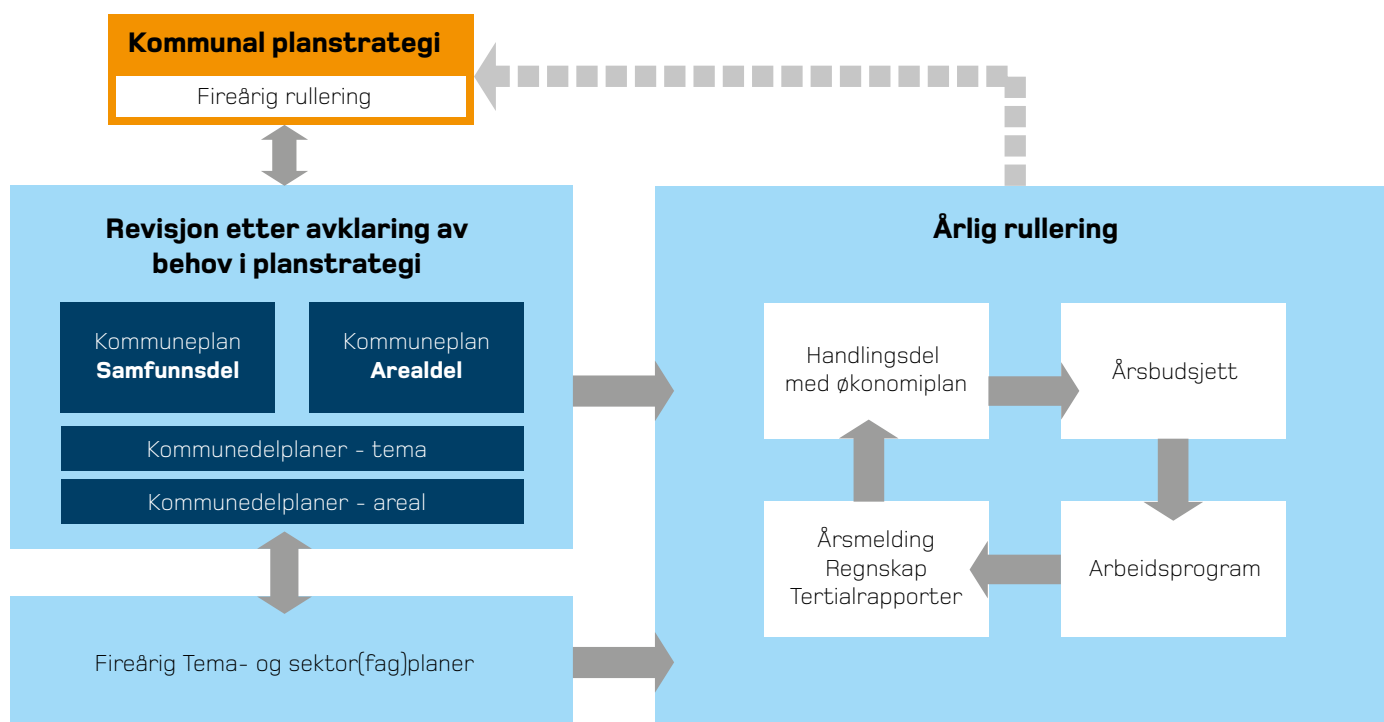 Kommunal planstrategi
Fireårig rullering
Revisjon etter avklaring av
behov i planstrategi
Kommuneplan
Samfunnsdel
Kommuneplan
Arealdel
Kommunedelplaner - tema
Kommunedelplaner - areal
Fireårig Tema- og sektor(fag)planer
Årlig rullering
Handlingsdel
med økonomiplan
Årsbudsjett
Årsmelding
Regnskap
Tertialrapporter
Arbeidsprogram